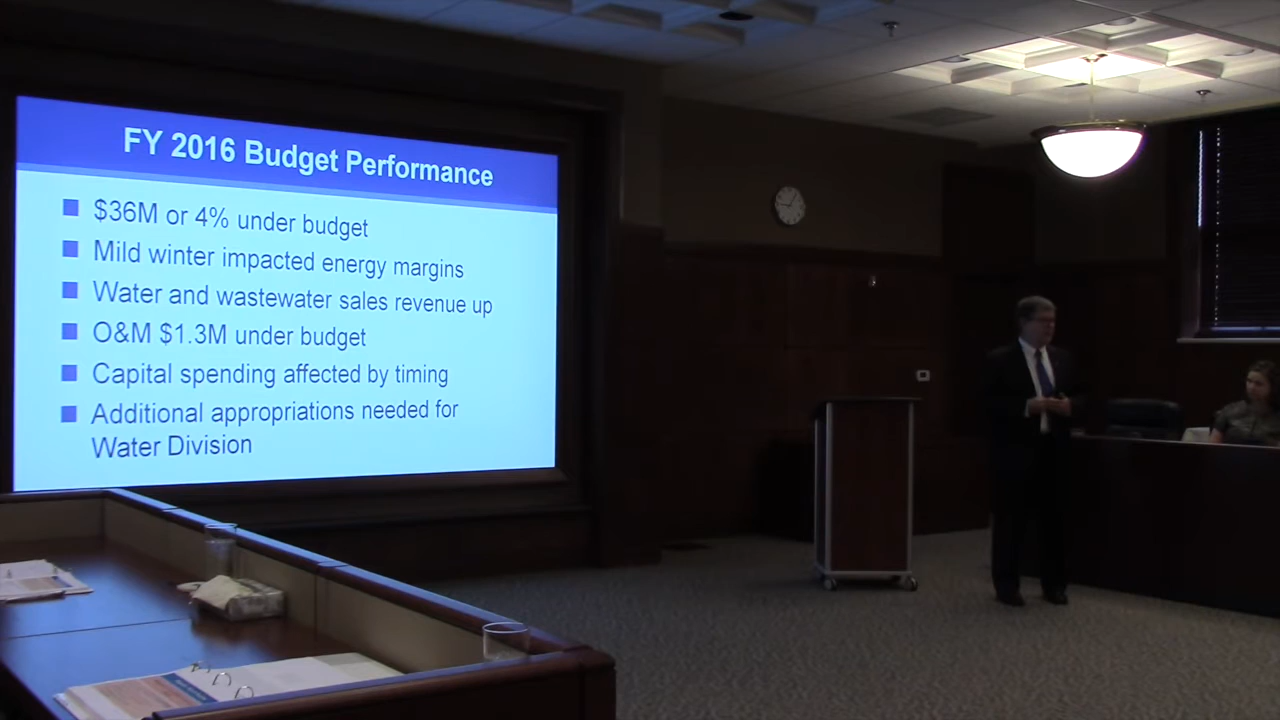 FY 2016 Budget Performance
$36M or 4% under budget
Mild winter impacted energy margins
Water and wastewater sales revenue up
O&M $1.3M under budget
Capital spending affected by timing
Additional appropriations needed for
Water Division